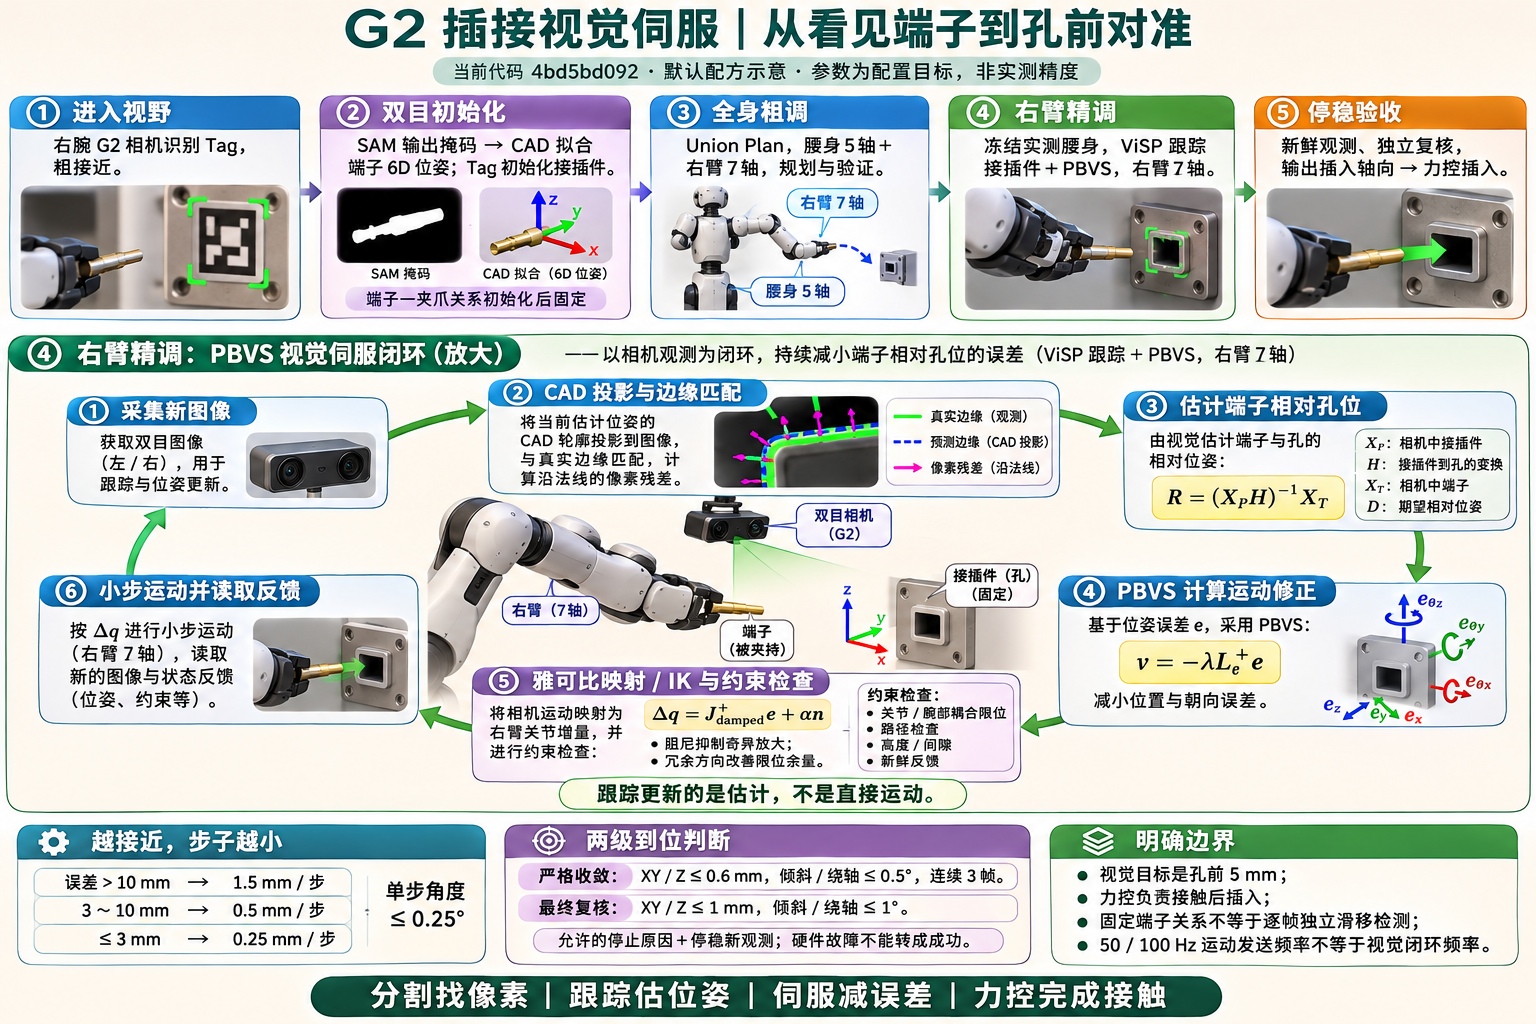 G2 插接视觉伺服｜从看见端子到孔前对准
当前代码 4bd5bd092 · 默认配方示意 · 参数为配置目标，非实测精度
① 进入视野
右腕 G2 相机识别 Tag，
粗接近。
② 双目初始化
SAM 输出掩码 → CAD 拟合
端子 6D 位姿；Tag 初始化接插件。
z
y
x
SAM 掩码
CAD 拟合（6D 位姿）
端子—夹爪关系初始化后固定
③ 全身粗调
Union Plan，腰身 5 轴＋
右臂 7 轴，规划与验证。
右臂 7 轴
腰身 5 轴
④ 右臂精调
冻结实测腰身，ViSP 跟踪
接插件＋PBVS，右臂 7 轴。
⑤ 停稳验收
新鲜观测、独立复核，
输出插入轴向 → 力控插入。
④ 右臂精调：PBVS 视觉伺服闭环（放大）
—— 以相机观测为闭环，持续减小端子相对孔位的误差（ViSP 跟踪＋PBVS，右臂 7 轴）
① 采集新图像
获取双目图像
（左 / 右），用于
跟踪与位姿更新。
② CAD 投影与边缘匹配
将当前估计位姿的
CAD 轮廓投影到图像，
与真实边缘匹配，计
算沿法线的像素残差。
真实边缘（观测）
预测边缘（CAD 投影）
像素残差（沿法线）
③ 估计端子相对孔位
由视觉估计端子与孔的
相对位姿：
R = (X_P H)⁻¹ X_T
X_P：相机中接插件
H：接插件到孔的变换
X_T：相机中端子
D：期望相对位姿
双目相机
（G2）
右臂（7 轴）
端子
（被夹持）
接插件（孔）
（固定）
z
y
x
④ PBVS 计算运动修正
基于位姿误差 e，采用 PBVS：
v = −λL_e⁺e
减小位置与朝向误差。
e_θz
e_θy
e_θx
e_z
e_y
e_x
⑤ 雅可比映射 / IK 与约束检查
将相机运动映射为
右臂关节增量，并
进行约束检查：
Δq = J⁺_damped e + αn
• 阻尼抑制奇异放大；
• 冗余方向改善限位余量。
约束检查：
• 关节 / 腕部耦合限位
• 路径检查
• 高度 / 间隙
• 新鲜反馈
⑥ 小步运动并读取反馈
按 Δq 进行小步运动
（右臂 7 轴），读取
新的图像与状态反馈
（位姿、约束等）。
跟踪更新的是估计，不是直接运动。
越接近，步子越小
误差 > 10 mm → 1.5 mm / 步
3 ～ 10 mm → 0.5 mm / 步
≤ 3 mm → 0.25 mm / 步
单步角度
≤ 0.25°
两级到位判断
严格收敛： XY / Z ≤ 0.6 mm，倾斜 / 绕轴 ≤ 0.5°，连续 3 帧。
最终复核： XY / Z ≤ 1 mm，倾斜 / 绕轴 ≤ 1°。
允许的停止原因＋停稳新观测；硬件故障不能转成成功。
明确边界
• 视觉目标是孔前 5 mm；
• 力控负责接触后插入；
• 固定端子关系不等于逐帧独立滑移检测；
• 50 / 100 Hz 运动发送频率不等于视觉闭环频率。
分割找像素｜跟踪估位姿｜伺服减误差｜力控完成接触